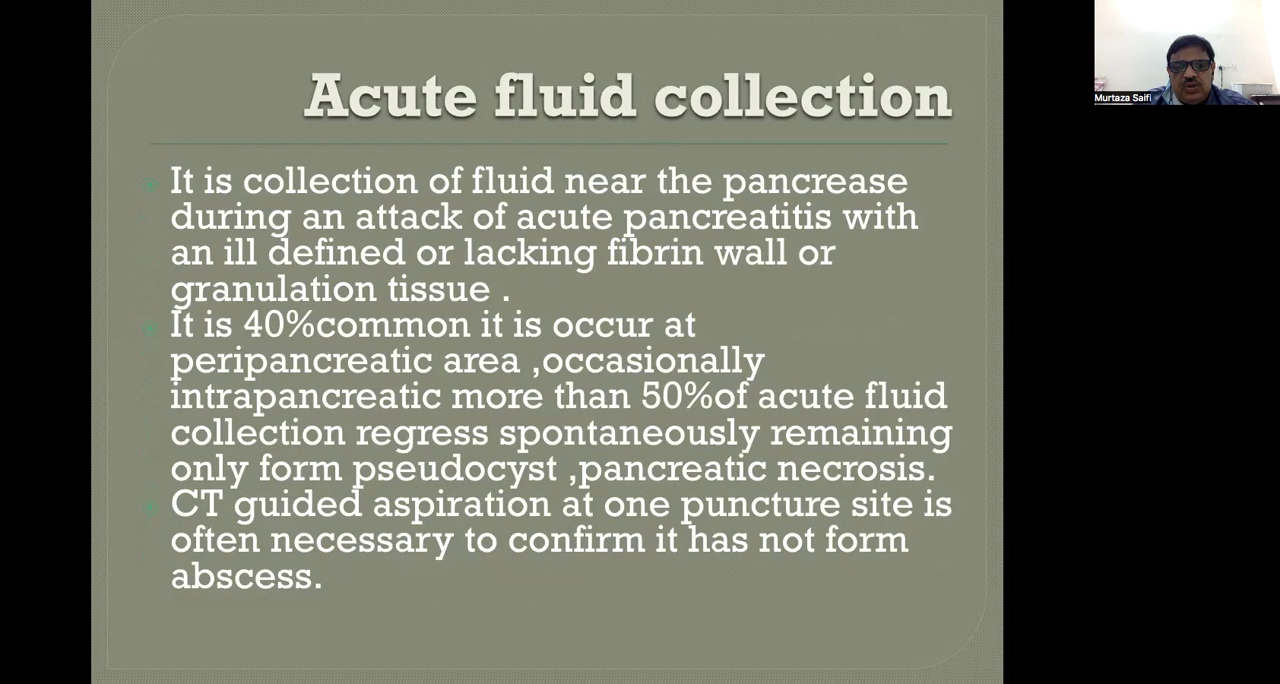 Acute fluid collection
It is collection of fluid near the pancrease
during an attack of acute pancreatitis with
an ill defined or lacking fibrin wall or
granulation tissue .
It is 40%common it is occur at
peripancreatic area ,occasionally
intrapancreatic more than 50%of acute fluid
collection regress spontaneously remaining
only form pseudocyst ,pancreatic necrosis.
CT guided aspiration at one puncture site is
often necessary to confirm it has not form
abscess.
Murtaza Saifi